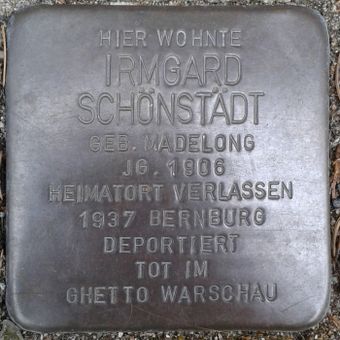 HIER WOHNTE
IRMGARD
SCHÖNSTÄDT
GEB. MADELONG
JG. 1906
HEIMATORT VERLASSEN
1937 BERNBURG
DEPORTIERT
TOT IM
GHETTO WARSCHAU